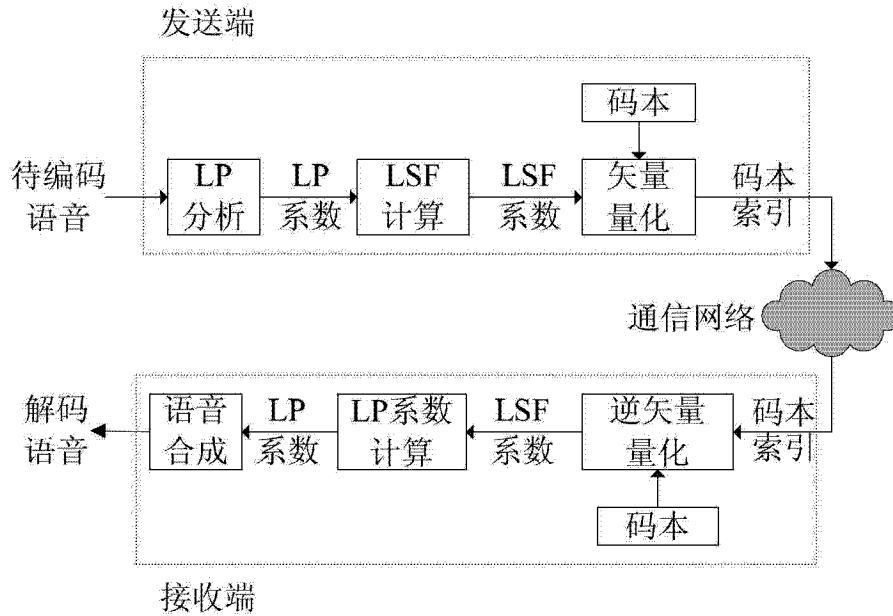 发送端
码本
待编码
语音
LP
分析
LP
系数
LSF
计算
LSF
系数
矢量
量化
码本
索引
通信网络
解码
语音
语音
合成
LP
系数
LP系数
计算
LSF
系数
逆矢量
量化
码本
索引
码本
接收端